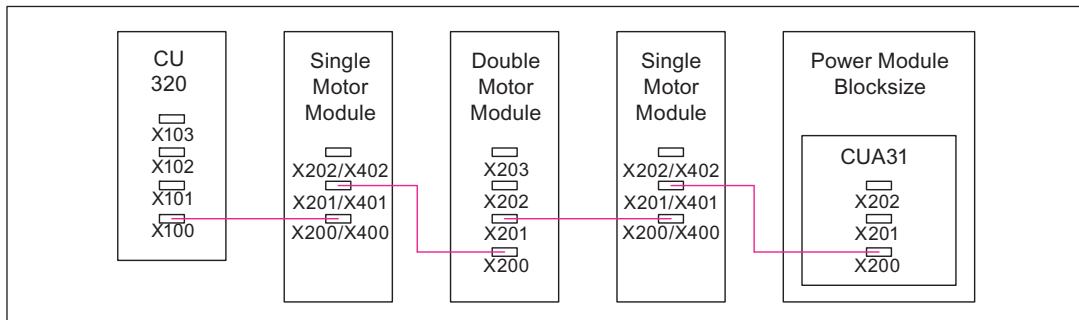 CU
320
X103
X102
X101
X100
Single
Motor
Module
X202/X402
X201/X401
X200/X400
Double
Motor
Module
X203
X202
X201
X200
Single
Motor
Module
X202/X402
X201/X401
X200/X400
Power Module
Blocksize
CUA31
X202
X201
X200